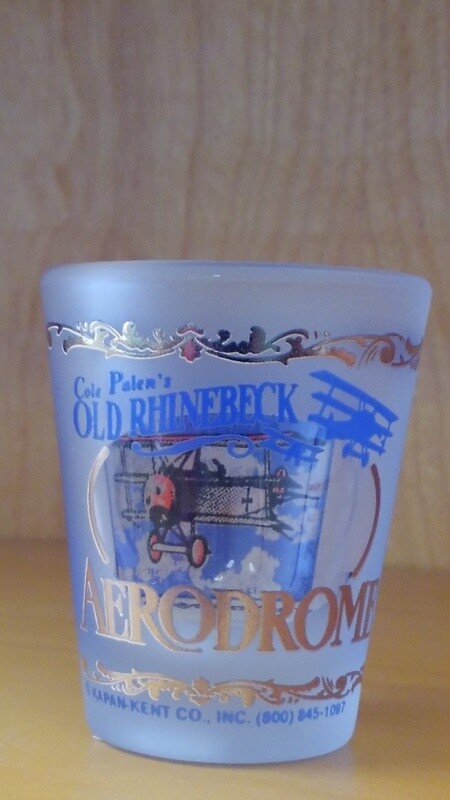 Cole Palen's
OLD RHINEBECK
AERODROME
KAPAN-KENT CO., INC. (800) 845-1097